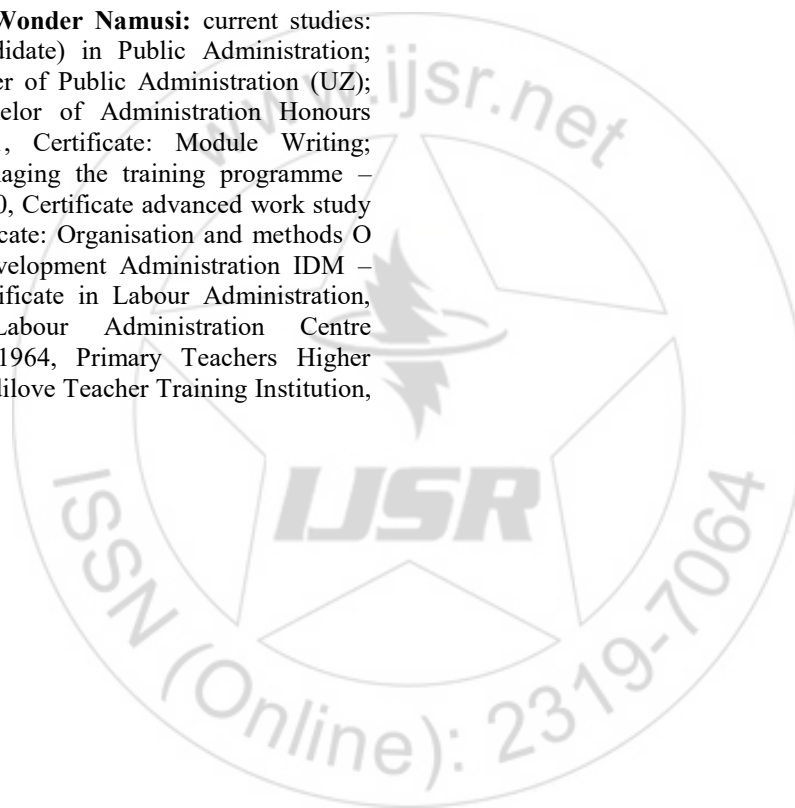 Wonder Namusi: current studies:
didate) in Public Administration;
er of Public Administration (UZ);
elor of Administration Honours
, Certificate: Module Writing;
aging the training programme –
0, Certificate advanced work study
cate: Organisation and methods O
velopment Administration IDM –
ificate in Labour Administration,
Labour Administration Centre
1964, Primary Teachers Higher
dilove Teacher Training Institution,
www.ijsr.net
IJSR
ISSN (Online): 2319-7064